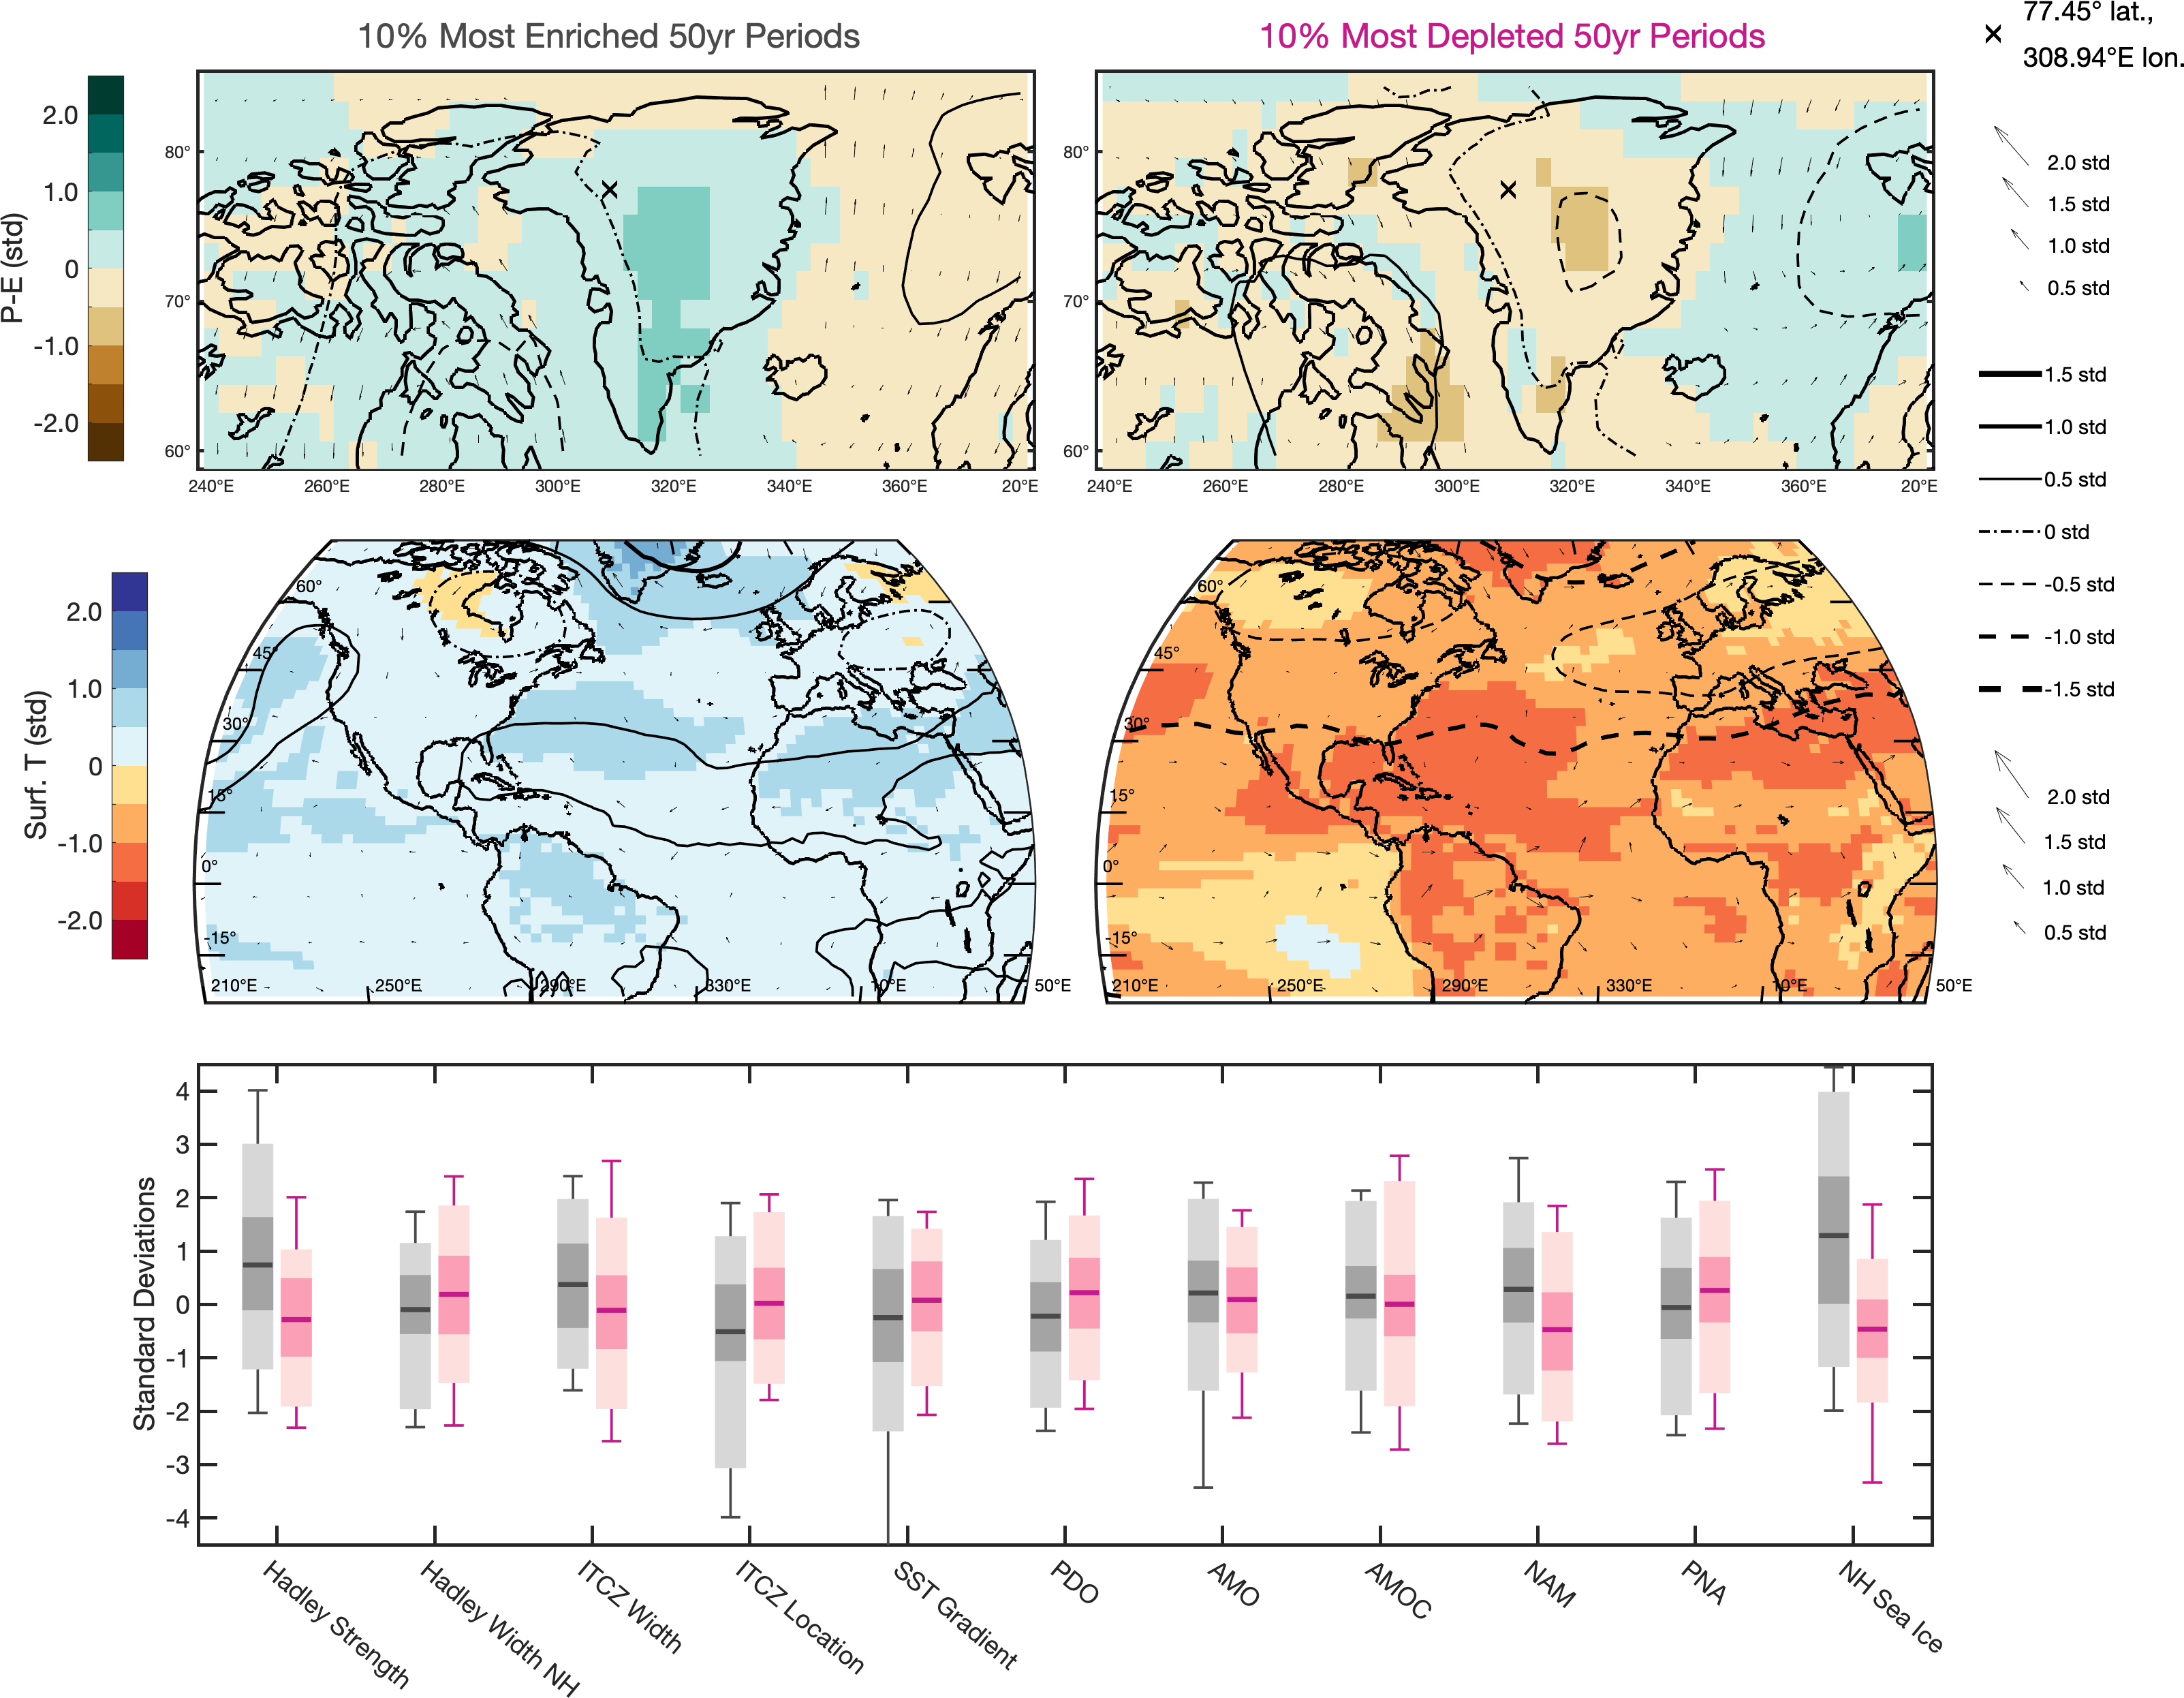 10% Most Enriched 50yr Periods
10% Most Depleted 50yr Periods
77.45° lat.,
308.94°E lon.
P-E (std)
2.0
1.0
0
-1.0
-2.0
80°
70°
60°
240°E 260°E 280°E 300°E 320°E 340°E 360°E 20°E
80°
70°
60°
240°E 260°E 280°E 300°E 320°E 340°E 360°E 20°E
2.0 std
1.5 std
1.0 std
0.5 std
1.5 std
1.0 std
0.5 std
0 std
-0.5 std
-1.0 std
-1.5 std
Surf. T (std)
2.0
1.0
0
-1.0
-2.0
60°
45°
30°
15°
0°
-15°
210°E 250°E 290°E 330°E 10°E 50°E
60°
45°
30°
15°
0°
-15°
210°E 250°E 290°E 330°E 10°E 50°E
2.0 std
1.5 std
1.0 std
0.5 std
Standard Deviations
4
3
2
1
0
-1
-2
-3
-4
Hadley Strength
Hadley Width NH
ITCZ Width
ITCZ Location
SST Gradient
PDO
AMO
AMOC
NAM
PNA
NH Sea Ice